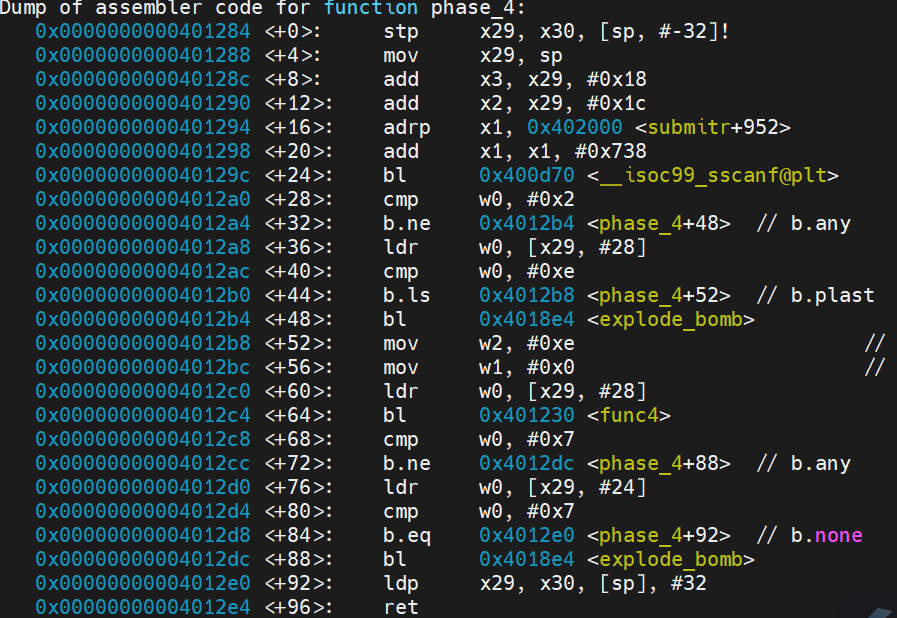 Dump of assembler code for function phase_4:
0x0000000000401284 <+0>: stp x29, x30, [sp, #-32]!
0x0000000000401288 <+4>: mov x29, sp
0x000000000040128c <+8>: add x3, x29, #0x18
0x0000000000401290 <+12>: add x2, x29, #0x1c
0x0000000000401294 <+16>: adrp x1, 0x402000 <submitr+952>
0x0000000000401298 <+20>: add x1, x1, #0x738
0x000000000040129c <+24>: bl 0x400d70 <__isoc99_sscanf@plt>
0x00000000004012a0 <+28>: cmp w0, #0x2
0x00000000004012a4 <+32>: b.ne 0x4012b4 <phase_4+48> // b.any
0x00000000004012a8 <+36>: ldr w0, [x29, #28]
0x00000000004012ac <+40>: cmp w0, #0xe
0x00000000004012b0 <+44>: b.ls 0x4012b8 <phase_4+52> // b.plast
0x00000000004012b4 <+48>: bl 0x4018e4 <explode_bomb>
0x00000000004012b8 <+52>: mov w2, #0xe //
0x00000000004012bc <+56>: mov w1, #0x0 //
0x00000000004012c0 <+60>: ldr w0, [x29, #28]
0x00000000004012c4 <+64>: bl 0x401230 <func4>
0x00000000004012c8 <+68>: cmp w0, #0x7
0x00000000004012cc <+72>: b.ne 0x4012dc <phase_4+88> // b.any
0x00000000004012d0 <+76>: ldr w0, [x29, #24]
0x00000000004012d4 <+80>: cmp w0, #0x7
0x00000000004012d8 <+84>: b.eq 0x4012e0 <phase_4+92> // b.none
0x00000000004012dc <+88>: bl 0x4018e4 <explode_bomb>
0x00000000004012e0 <+92>: ldp x29, x30, [sp], #32
0x00000000004012e4 <+96>: ret